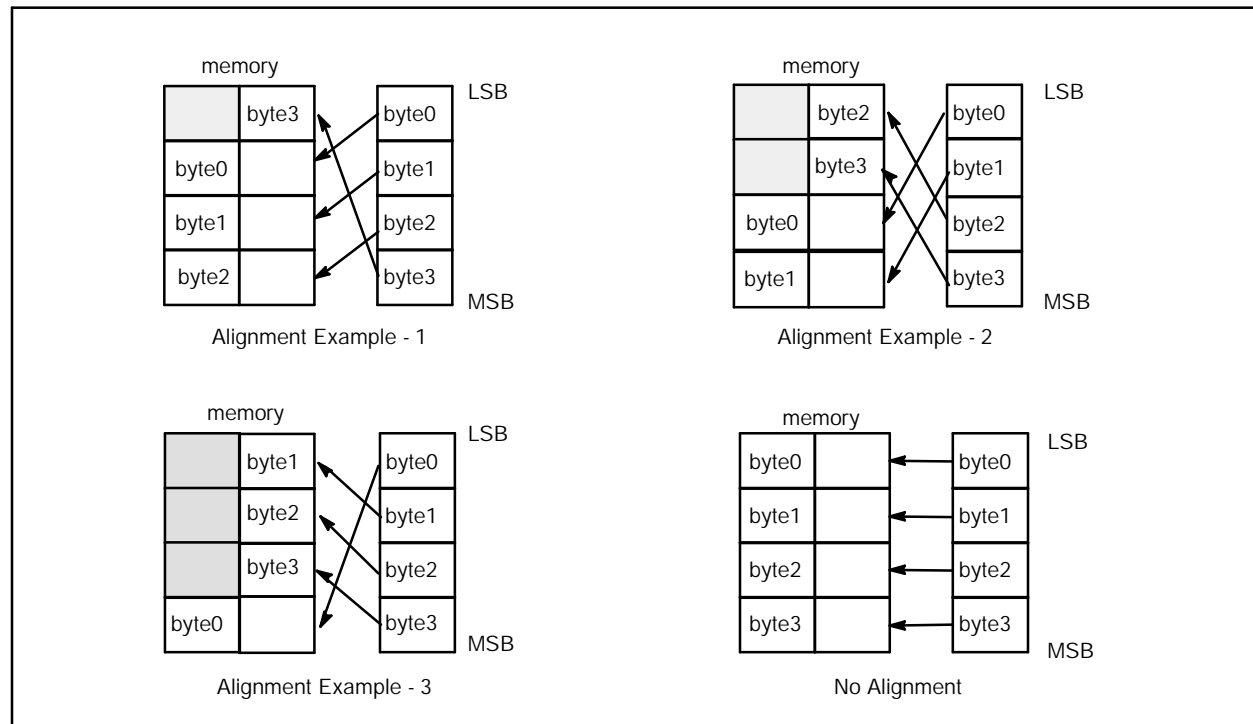 memory
LSB
byte3
byte0
byte0
byte1
byte1
byte2
byte2
byte3
MSB
Alignment Example - 1
memory
LSB
byte2
byte0
byte3
byte1
byte0
byte2
byte1
byte3
MSB
Alignment Example - 2
memory
LSB
byte1
byte0
byte2
byte1
byte3
byte2
byte0
byte3
MSB
Alignment Example - 3
memory
LSB
byte0
byte0
byte1
byte1
byte2
byte2
byte3
byte3
MSB
No Alignment